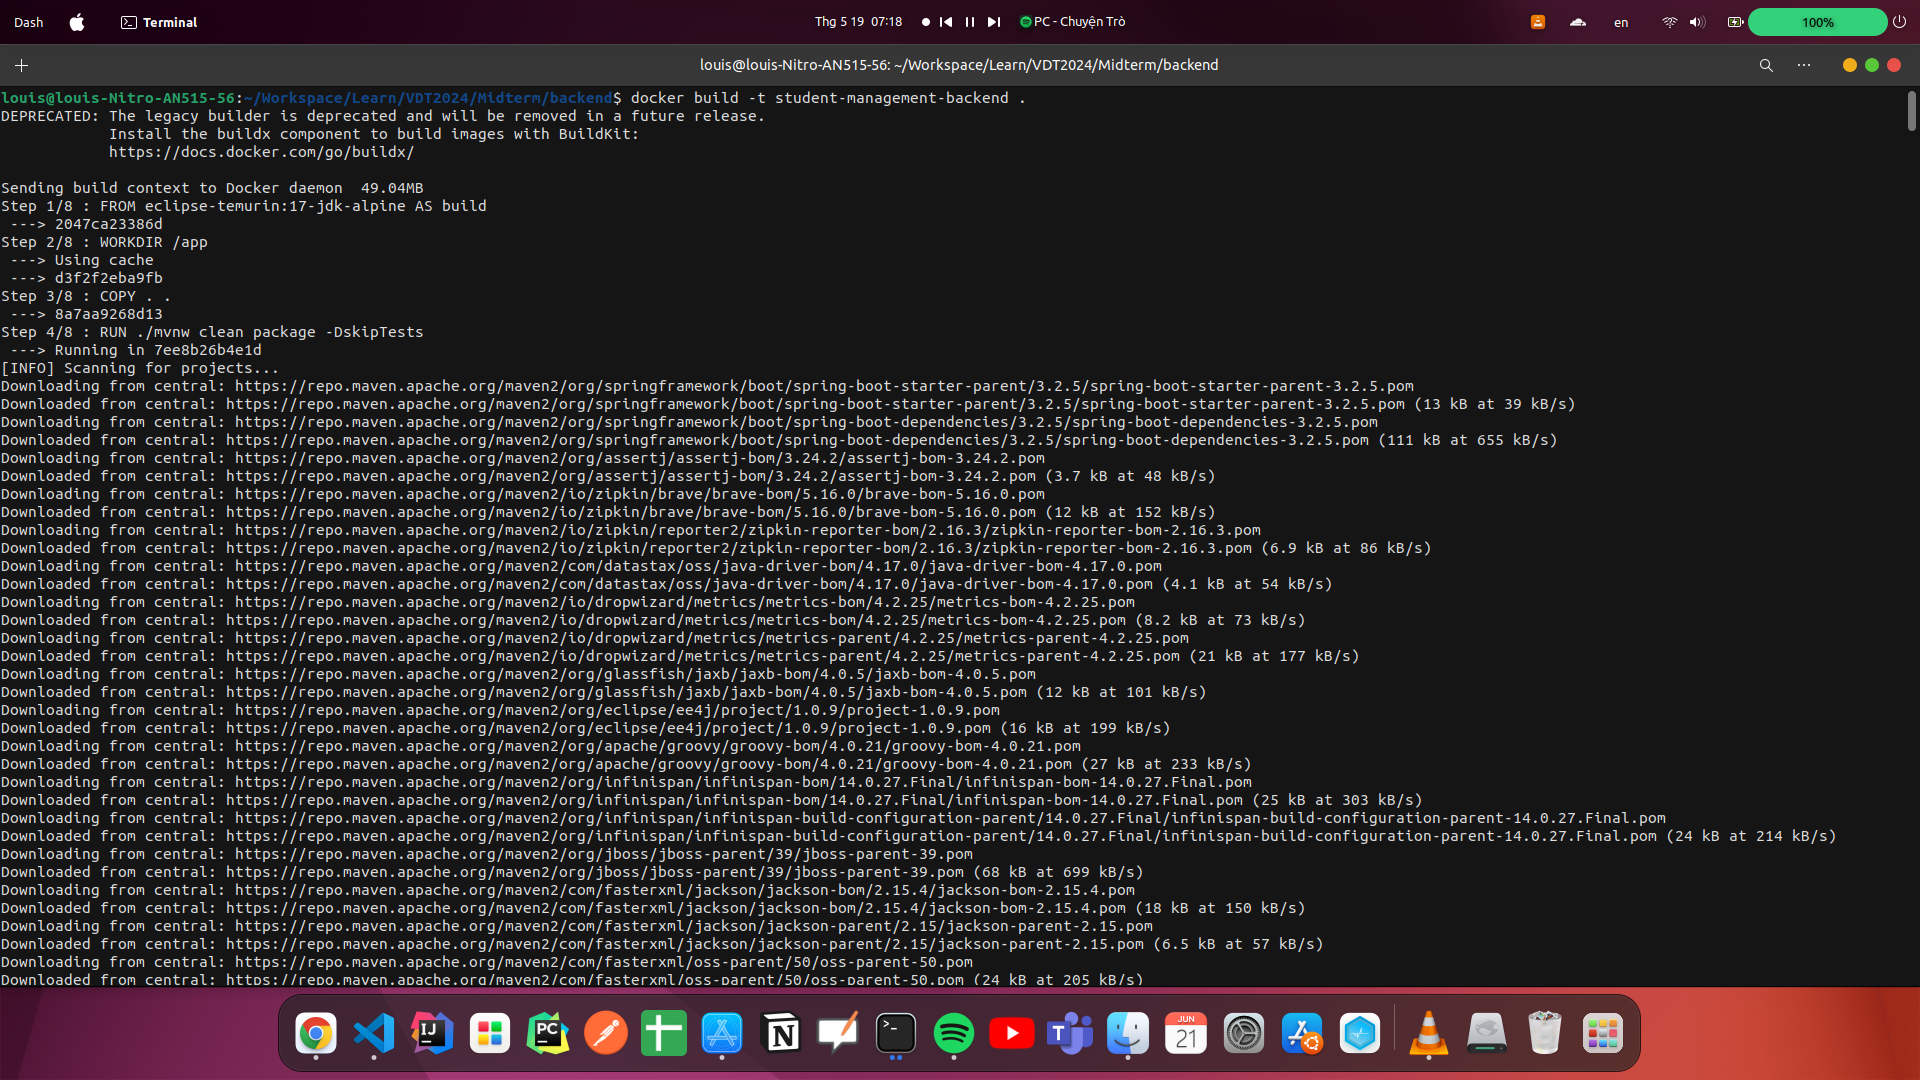 Dash
Terminal
Thg 5 19 07:18
PC - Chuyện Trò
en
100%
louis@louis-Nitro-AN515-56: ~/Workspace/Learn/VDT2024/Midterm/backend
louis@louis-Nitro-AN515-56:~/Workspace/Learn/VDT2024/Midterm/backend$ docker build -t student-management-backend .
DEPRECATED: The legacy builder is deprecated and will be removed in a future release.
Install the buildx component to build images with BuildKit:
https://docs.docker.com/go/buildx/
Sending build context to Docker daemon  49.04MB
Step 1/8 : FROM eclipse-temurin:17-jdk-alpine AS build
---> 2047ca23386d
Step 2/8 : WORKDIR /app
---> Using cache
---> d3f2f2eba9fb
Step 3/8 : COPY . .
---> 8a7aa9268d13
Step 4/8 : RUN ./mvnw clean package -DskipTests
---> Running in 7ee8b26b4e1d
[INFO] Scanning for projects...
Downloading from central: https://repo.maven.apache.org/maven2/org/springframework/boot/spring-boot-starter-parent/3.2.5/spring-boot-starter-parent-3.2.5.pom
Downloaded from central: https://repo.maven.apache.org/maven2/org/springframework/boot/spring-boot-starter-parent/3.2.5/spring-boot-starter-parent-3.2.5.pom (13 kB at 39 kB/s)
Downloading from central: https://repo.maven.apache.org/maven2/org/springframework/boot/spring-boot-dependencies/3.2.5/spring-boot-dependencies-3.2.5.pom
Downloaded from central: https://repo.maven.apache.org/maven2/org/springframework/boot/spring-boot-dependencies/3.2.5/spring-boot-dependencies-3.2.5.pom (111 kB at 655 kB/s)
Downloading from central: https://repo.maven.apache.org/maven2/org/assertj/assertj-bom/3.24.2/assertj-bom-3.24.2.pom
Downloaded from central: https://repo.maven.apache.org/maven2/org/assertj/assertj-bom/3.24.2/assertj-bom-3.24.2.pom (3.7 kB at 48 kB/s)
Downloading from central: https://repo.maven.apache.org/maven2/io/zipkin/brave/brave-bom/5.16.0/brave-bom-5.16.0.pom
Downloaded from central: https://repo.maven.apache.org/maven2/io/zipkin/brave/brave-bom/5.16.0/brave-bom-5.16.0.pom (12 kB at 152 kB/s)
Downloading from central: https://repo.maven.apache.org/maven2/io/zipkin/reporter2/zipkin-reporter-bom/2.16.3/zipkin-reporter-bom-2.16.3.pom
Downloaded from central: https://repo.maven.apache.org/maven2/io/zipkin/reporter2/zipkin-reporter-bom/2.16.3/zipkin-reporter-bom-2.16.3.pom (6.9 kB at 86 kB/s)
Downloading from central: https://repo.maven.apache.org/maven2/com/datastax/oss/java-driver-bom/4.17.0/java-driver-bom-4.17.0.pom
Downloaded from central: https://repo.maven.apache.org/maven2/com/datastax/oss/java-driver-bom/4.17.0/java-driver-bom-4.17.0.pom (4.1 kB at 54 kB/s)
Downloading from central: https://repo.maven.apache.org/maven2/io/dropwizard/metrics/metrics-bom/4.2.25/metrics-bom-4.2.25.pom
Downloaded from central: https://repo.maven.apache.org/maven2/io/dropwizard/metrics/metrics-bom/4.2.25/metrics-bom-4.2.25.pom (8.2 kB at 73 kB/s)
Downloading from central: https://repo.maven.apache.org/maven2/io/dropwizard/metrics/metrics-parent/4.2.25/metrics-parent-4.2.25.pom
Downloaded from central: https://repo.maven.apache.org/maven2/io/dropwizard/metrics/metrics-parent/4.2.25/metrics-parent-4.2.25.pom (21 kB at 177 kB/s)
Downloading from central: https://repo.maven.apache.org/maven2/org/glassfish/jaxb/jaxb-bom/4.0.5/jaxb-bom-4.0.5.pom
Downloaded from central: https://repo.maven.apache.org/maven2/org/glassfish/jaxb/jaxb-bom/4.0.5/jaxb-bom-4.0.5.pom (12 kB at 101 kB/s)
Downloading from central: https://repo.maven.apache.org/maven2/org/eclipse/ee4j/project/1.0.9/project-1.0.9.pom
Downloaded from central: https://repo.maven.apache.org/maven2/org/eclipse/ee4j/project/1.0.9/project-1.0.9.pom (16 kB at 199 kB/s)
Downloading from central: https://repo.maven.apache.org/maven2/org/apache/groovy/groovy-bom/4.0.21/groovy-bom-4.0.21.pom
Downloaded from central: https://repo.maven.apache.org/maven2/org/apache/groovy/groovy-bom/4.0.21/groovy-bom-4.0.21.pom (27 kB at 233 kB/s)
Downloading from central: https://repo.maven.apache.org/maven2/org/infinispan/infinispan-bom/14.0.27.Final/infinispan-bom-14.0.27.Final.pom
Downloaded from central: https://repo.maven.apache.org/maven2/org/infinispan/infinispan-bom/14.0.27.Final/infinispan-bom-14.0.27.Final.pom (25 kB at 303 kB/s)
Downloading from central: https://repo.maven.apache.org/maven2/org/infinispan/infinispan-build-configuration-parent/14.0.27.Final/infinispan-build-configuration-parent-14.0.27.Final.pom
Downloaded from central: https://repo.maven.apache.org/maven2/org/infinispan/infinispan-build-configuration-parent/14.0.27.Final/infinispan-build-configuration-parent-14.0.27.Final.pom (24 kB at 214 kB/s)
Downloading from central: https://repo.maven.apache.org/maven2/org/jboss/jboss-parent/39/jboss-parent-39.pom
Downloaded from central: https://repo.maven.apache.org/maven2/org/jboss/jboss-parent/39/jboss-parent-39.pom (68 kB at 699 kB/s)
Downloading from central: https://repo.maven.apache.org/maven2/com/fasterxml/jackson/jackson-bom/2.15.4/jackson-bom-2.15.4.pom
Downloaded from central: https://repo.maven.apache.org/maven2/com/fasterxml/jackson/jackson-bom/2.15.4/jackson-bom-2.15.4.pom (18 kB at 150 kB/s)
Downloading from central: https://repo.maven.apache.org/maven2/com/fasterxml/jackson/jackson-parent/2.15/jackson-parent-2.15.pom
Downloaded from central: https://repo.maven.apache.org/maven2/com/fasterxml/jackson/jackson-parent/2.15/jackson-parent-2.15.pom (6.5 kB at 57 kB/s)
Downloading from central: https://repo.maven.apache.org/maven2/com/fasterxml/oss-parent/50/oss-parent-50.pom
Downloaded from central: https://repo.maven.apache.org/maven2/com/fasterxml/oss-parent/50/oss-parent-50.pom (24 kB at 205 kB/s)
IJ
PC
N
T
JUN
21